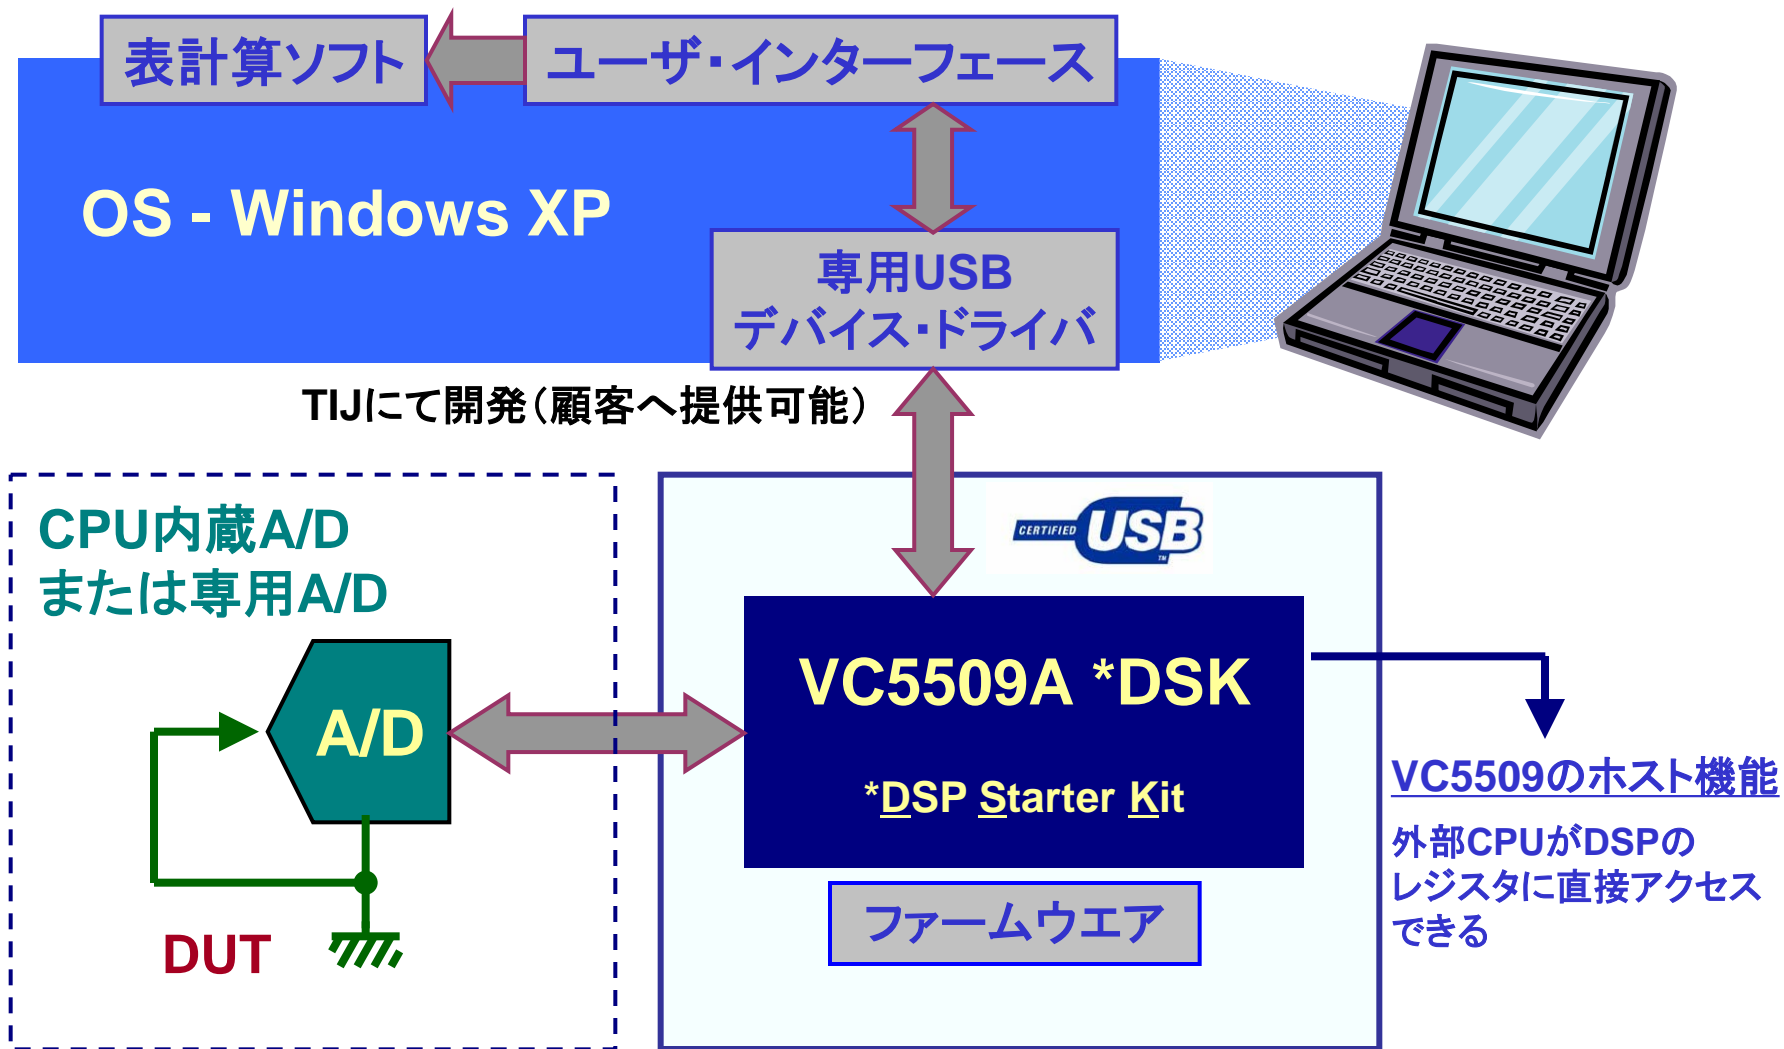 表計算ソフト
ユーザ・インターフェース
OS - Windows XP
専用USB
デバイス・ドライバ
TIJにて開発（顧客へ提供可能）
CPU内蔵A/D
または専用A/D
CERTIFIED USB TM
A/D
VC5509A *DSK
*DSP Starter Kit
VC5509のホスト機能
外部CPUがDSPの
レジスタに直接アクセス
できる
ファームウエア
DUT